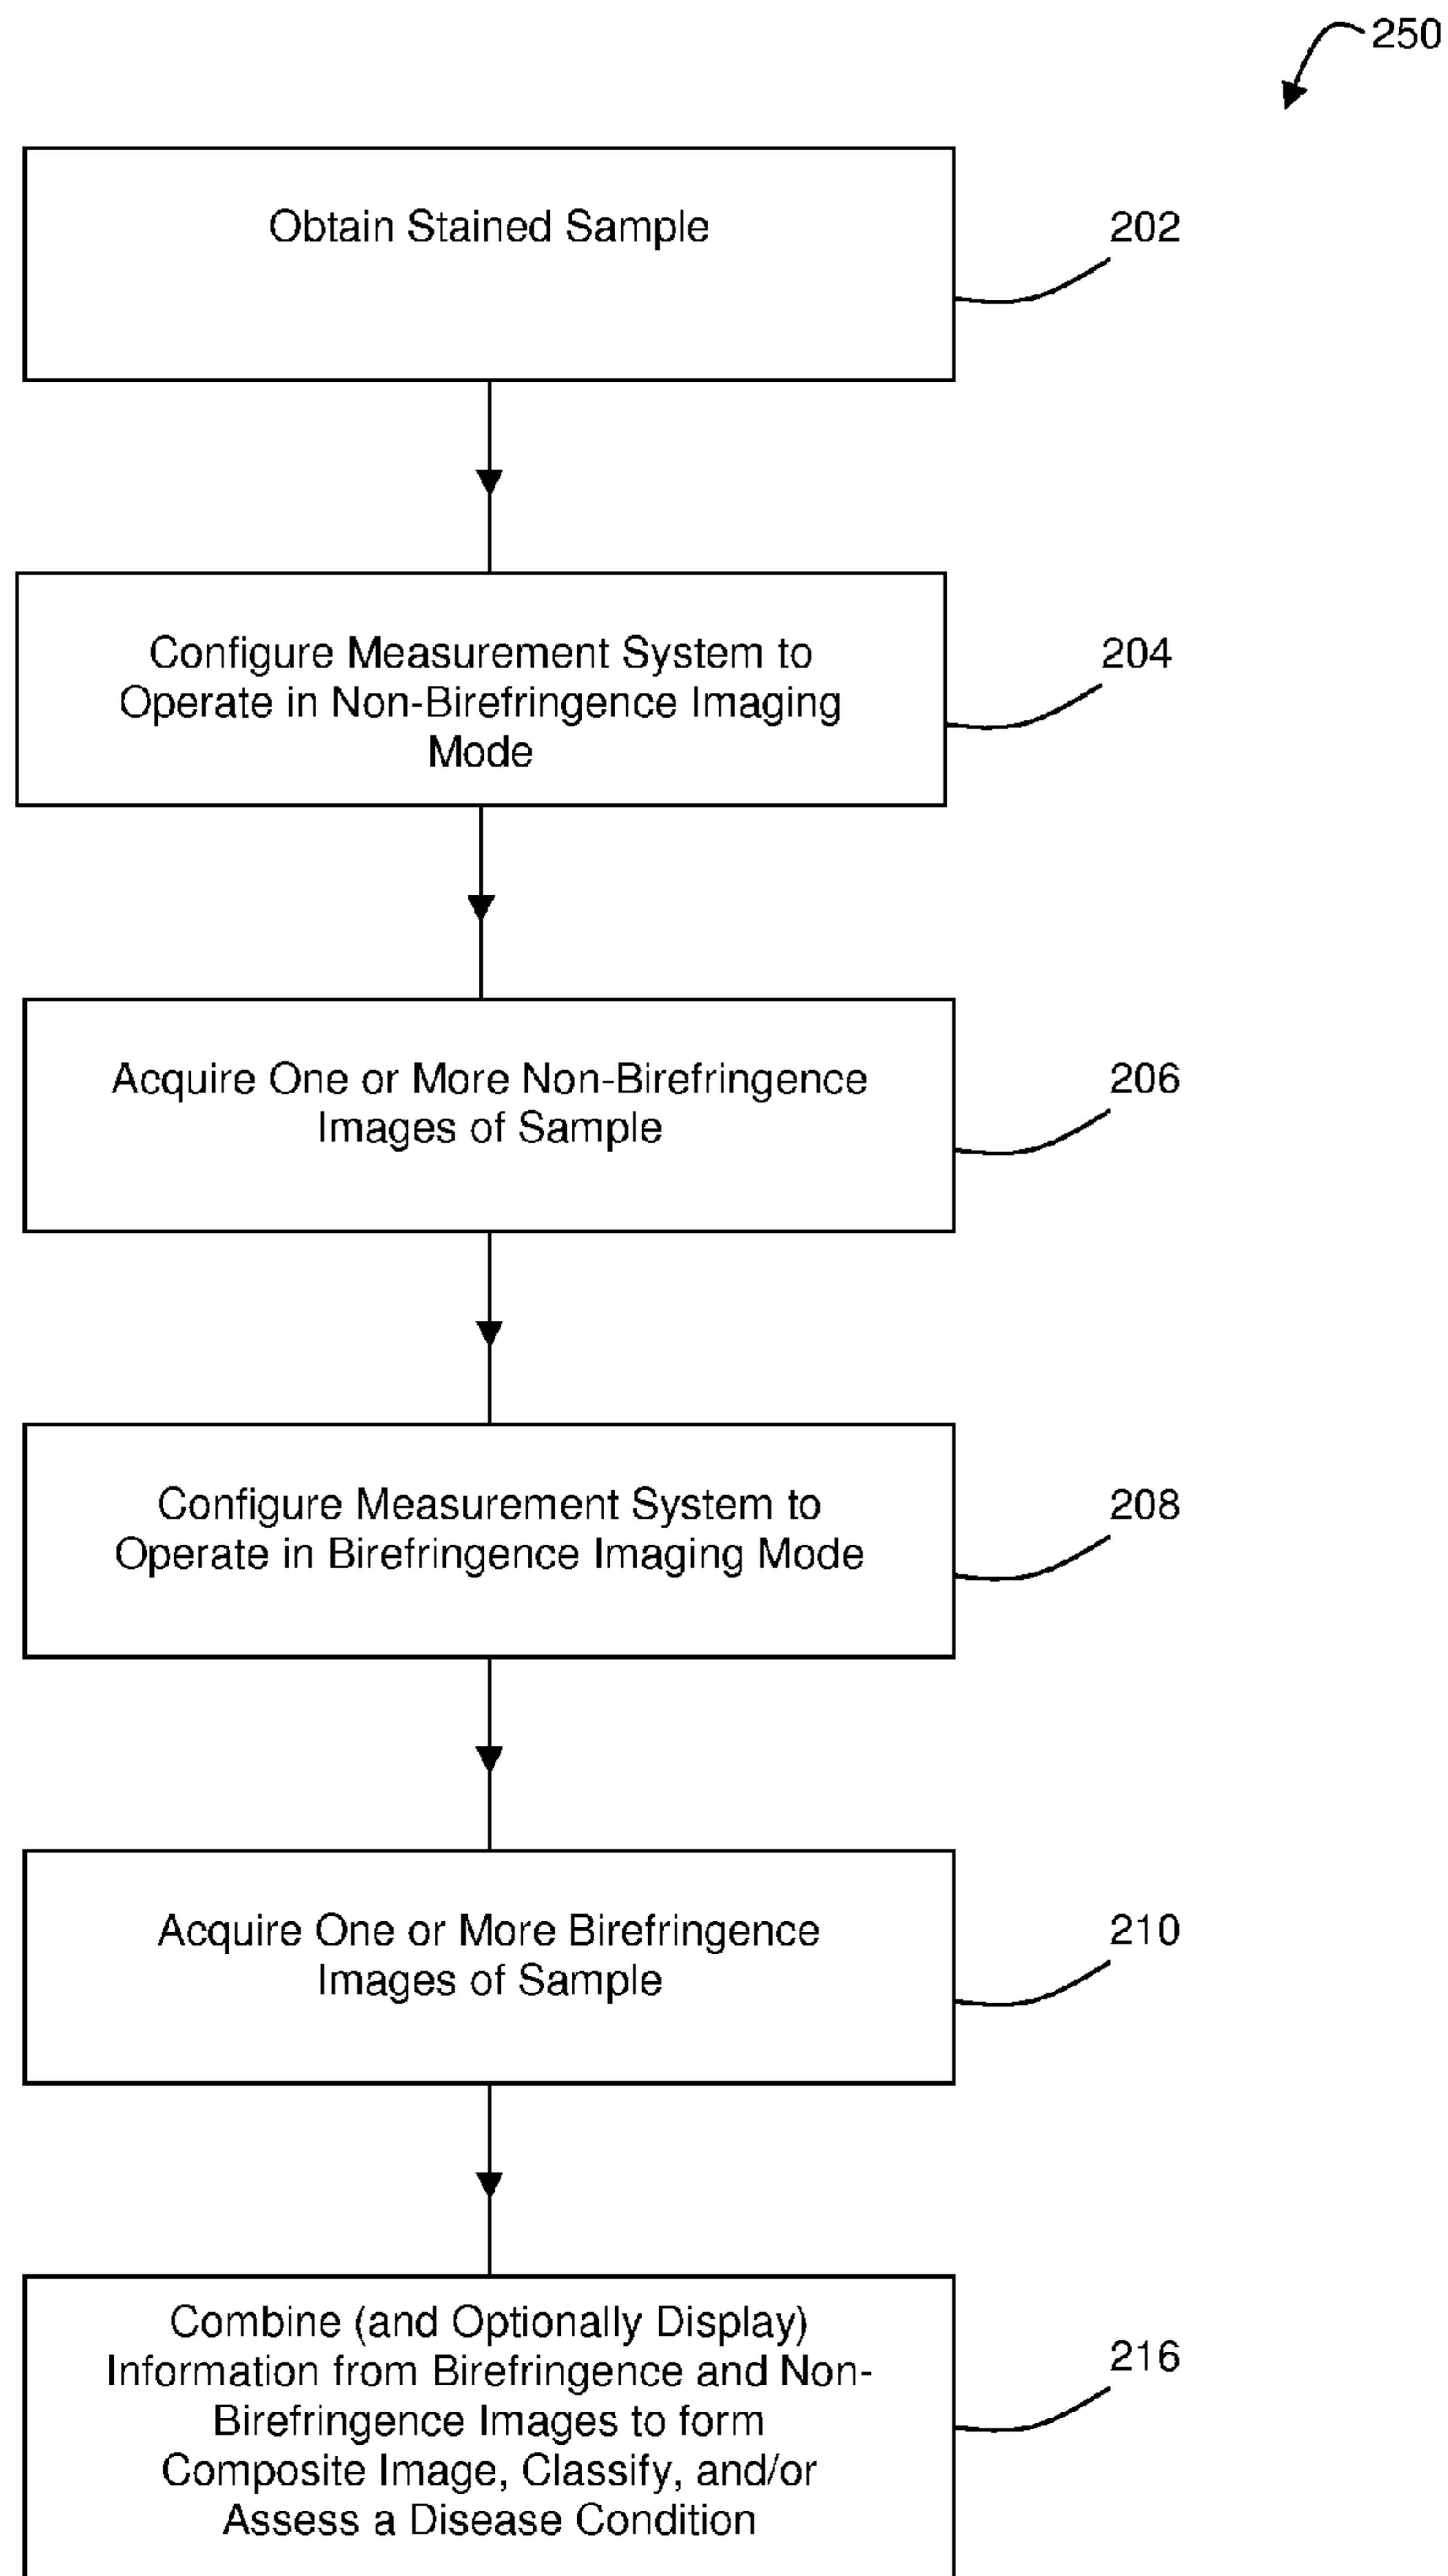 250
Obtain Stained Sample
202
Configure Measurement System to
Operate in Non-Birefringence Imaging
Mode
204
Acquire One or More Non-Birefringence
Images of Sample
206
Configure Measurement System to
Operate in Birefringence Imaging Mode
208
Acquire One or More Birefringence
Images of Sample
210
Combine (and Optionally Display)
Information from Birefringence and Non-
Birefringence Images to form
Composite Image, Classify, and/or
Assess a Disease Condition
216